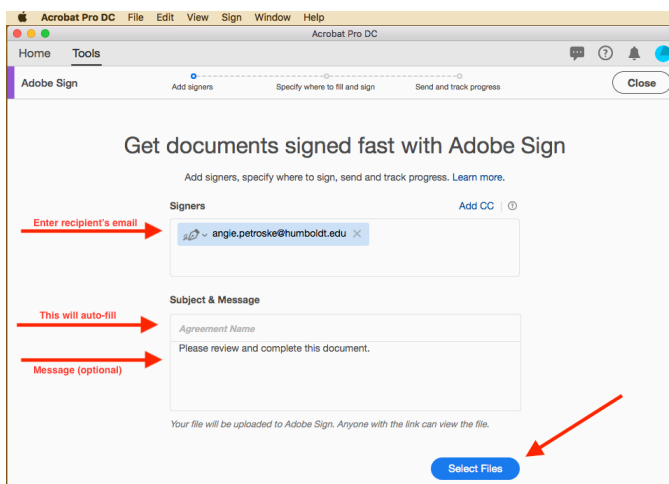 Acrobat Pro DC File Edit View Sign Window Help
Acrobat Pro DC
Home Tools
Adobe Sign
Add signers Specify where to fill and sign Send and track progress
Close
Get documents signed fast with Adobe Sign
Add signers, specify where to sign, send and track progress. Learn more.
Signers Add CC
Enter recipient's email
angie.petroske@humboldt.edu
Subject & Message
This will auto-fill
Agreement Name
Please review and complete this document.
Message (optional)
Your file will be uploaded to Adobe Sign. Anyone with the link can view the file.
Select Files